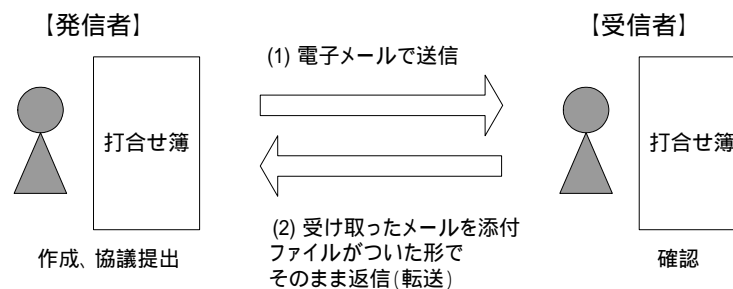 【発信者】
【受信者】
(1) 電子メールで送信
打合せ簿
打合せ簿
(2) 受け取ったメールを添付
ファイルがついた形で
そのまま返信(転送)
作成、協議提出
確認